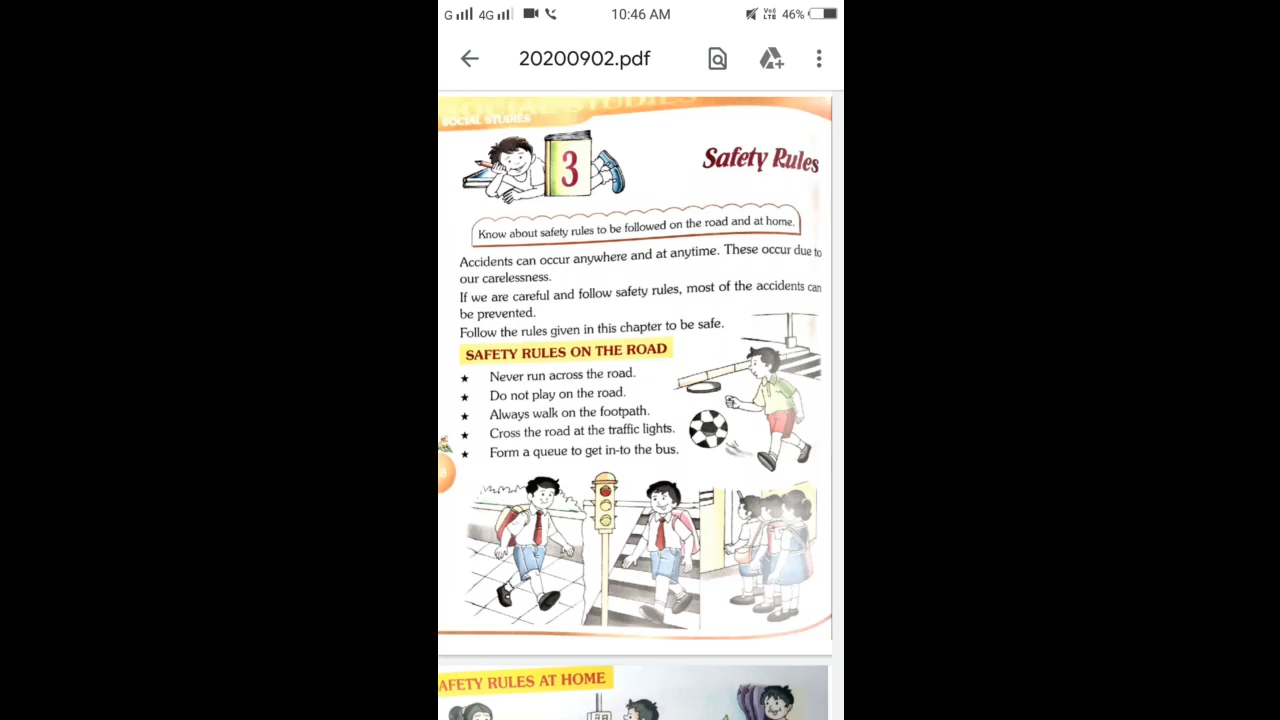 G 4G 10:46 AM VoLTE 46%
20200902.pdf
SOCIAL STUDIES
SOCIAL STUDIES
3
Safety Rules
Know about safety rules to be followed on the road and at home.
Accidents can occur anywhere and at anytime. These occur due to
our carelessness.
If we are careful and follow safety rules, most of the accidents can
be prevented.
Follow the rules given in this chapter to be safe.
SAFETY RULES ON THE ROAD
★ Never run across the road.
★ Do not play on the road.
★ Always walk on the footpath.
★ Cross the road at the traffic lights.
★ Form a queue to get in-to the bus.
8
AFETY RULES AT HOME